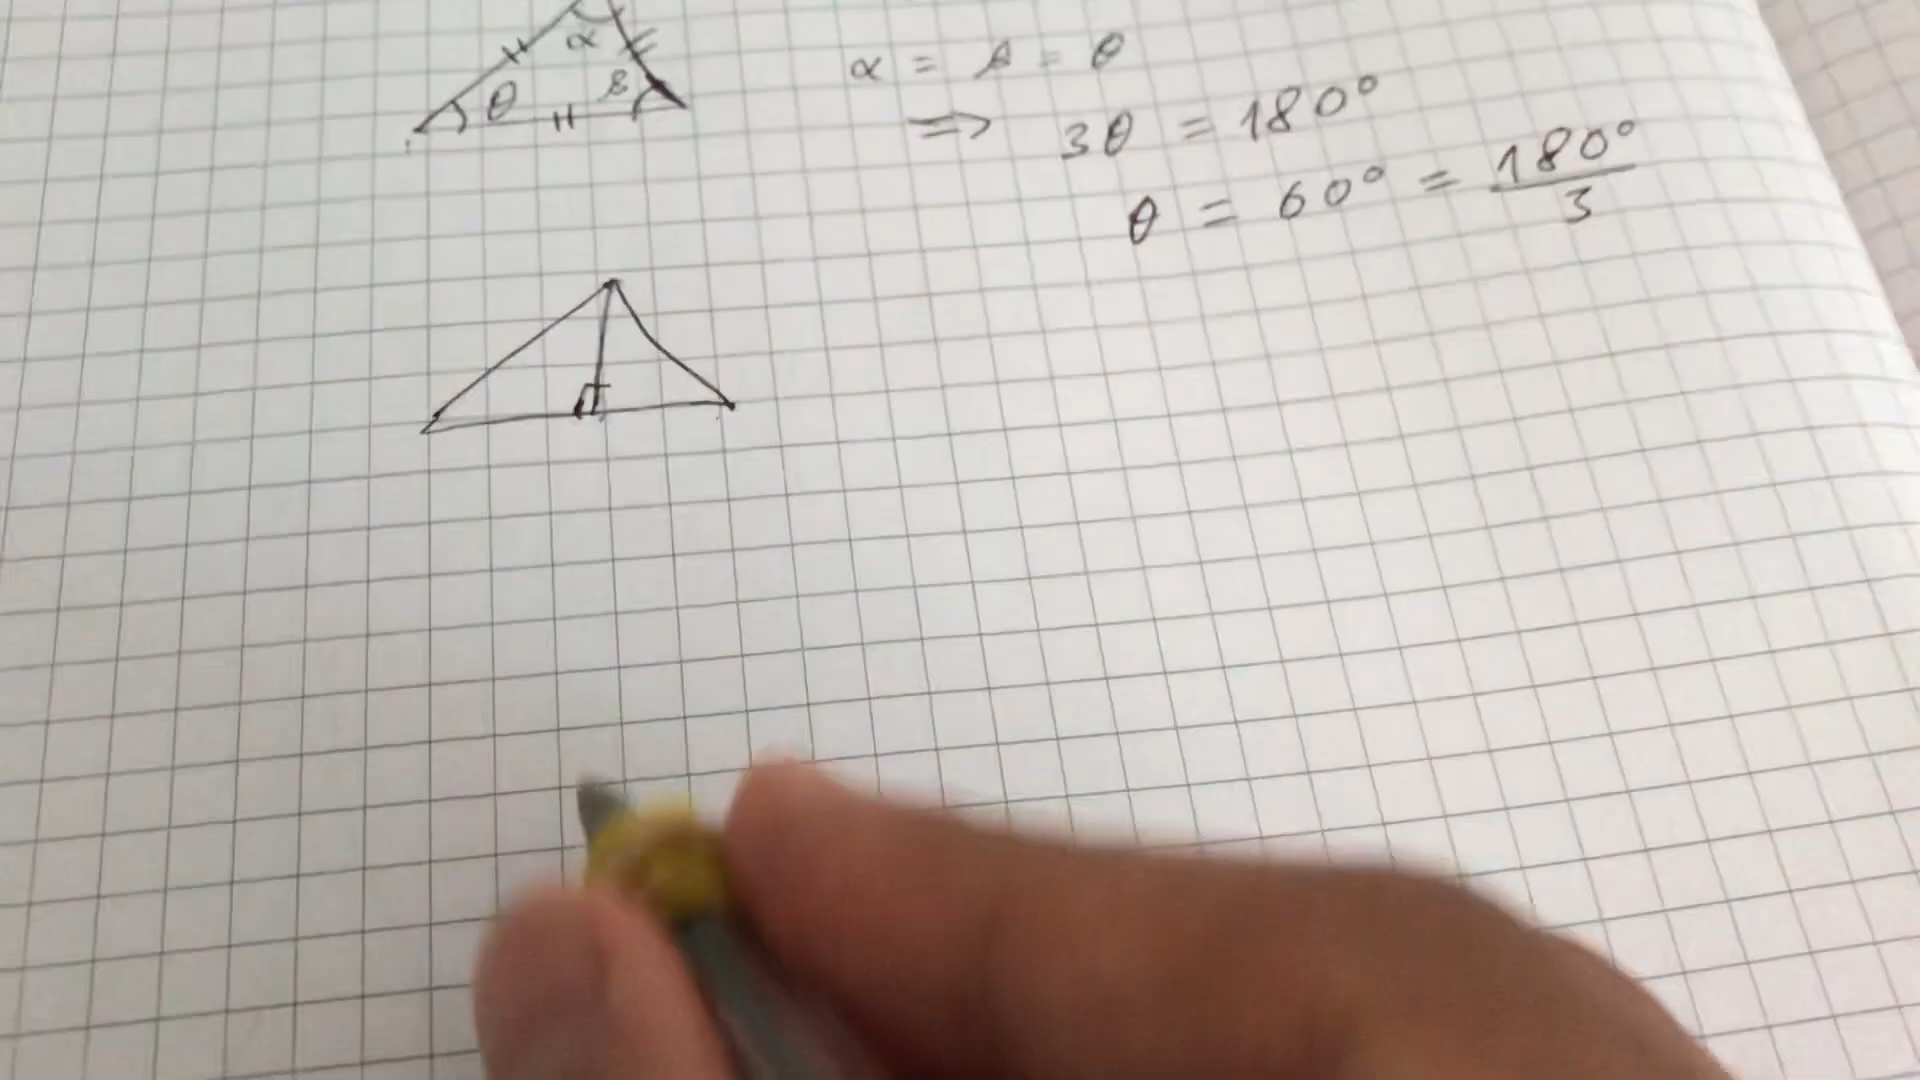 α
θ
α = = θ
=> 3θ = 180°
θ = 60° = 180° / 3